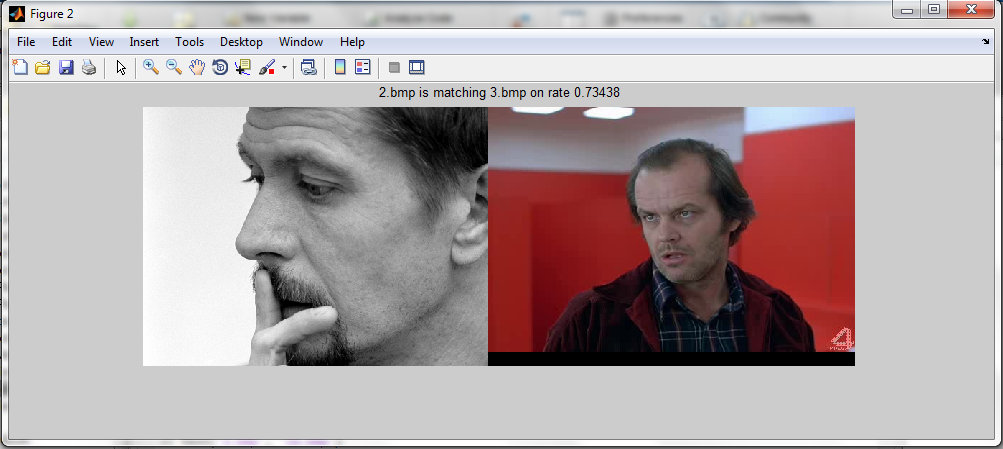 Figure 2
File Edit View Insert Tools Desktop Window Help
2.bmp is matching 3.bmp on rate 0.73438
4